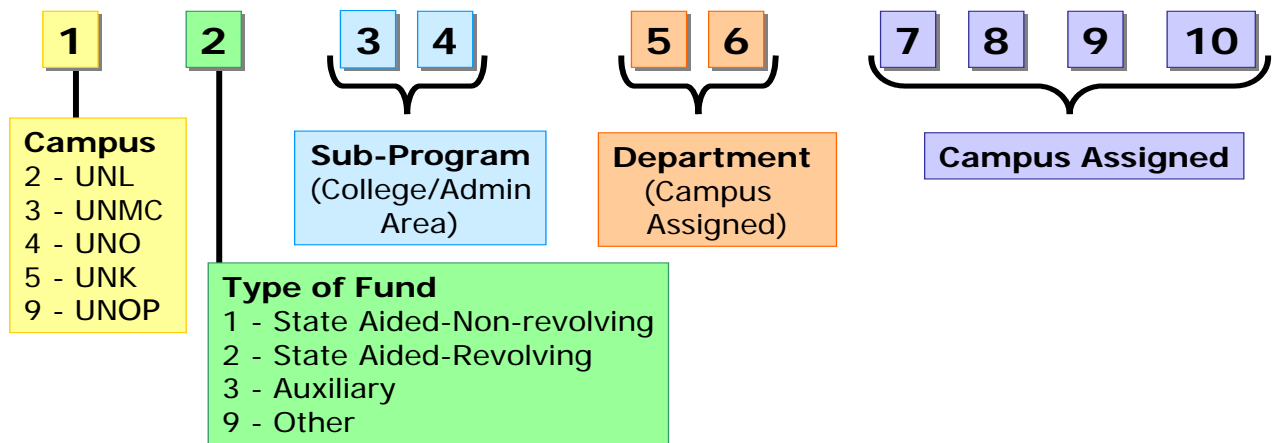 1 2 3 4 5 6 7 8 9 10
Campus
2 - UNL
3 - UNMC
4 - UNO
5 - UNK
9 - UNOP
Type of Fund
1 - State Aided-Non-revolving
2 - State Aided-Revolving
3 - Auxiliary
9 - Other
Sub-Program
(College/Admin
Area)
Department
(Campus
Assigned)
Campus Assigned